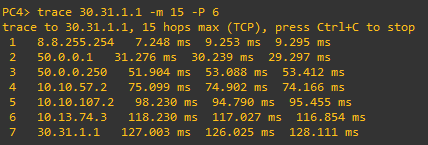 PC4> trace 30.31.1.1 -m 15 -P 6
trace to 30.31.1.1, 15 hops max (TCP), press Ctrl+C to stop
1 8.8.255.254 7.248 ms 9.253 ms 9.295 ms
2 50.0.0.1 31.276 ms 30.239 ms 29.297 ms
3 50.0.0.250 51.904 ms 53.088 ms 53.412 ms
4 10.10.57.2 75.099 ms 74.902 ms 74.166 ms
5 10.10.107.2 98.230 ms 94.790 ms 95.455 ms
6 10.13.74.3 118.230 ms 117.027 ms 116.854 ms
7 30.31.1.1 127.003 ms 126.025 ms 128.111 ms